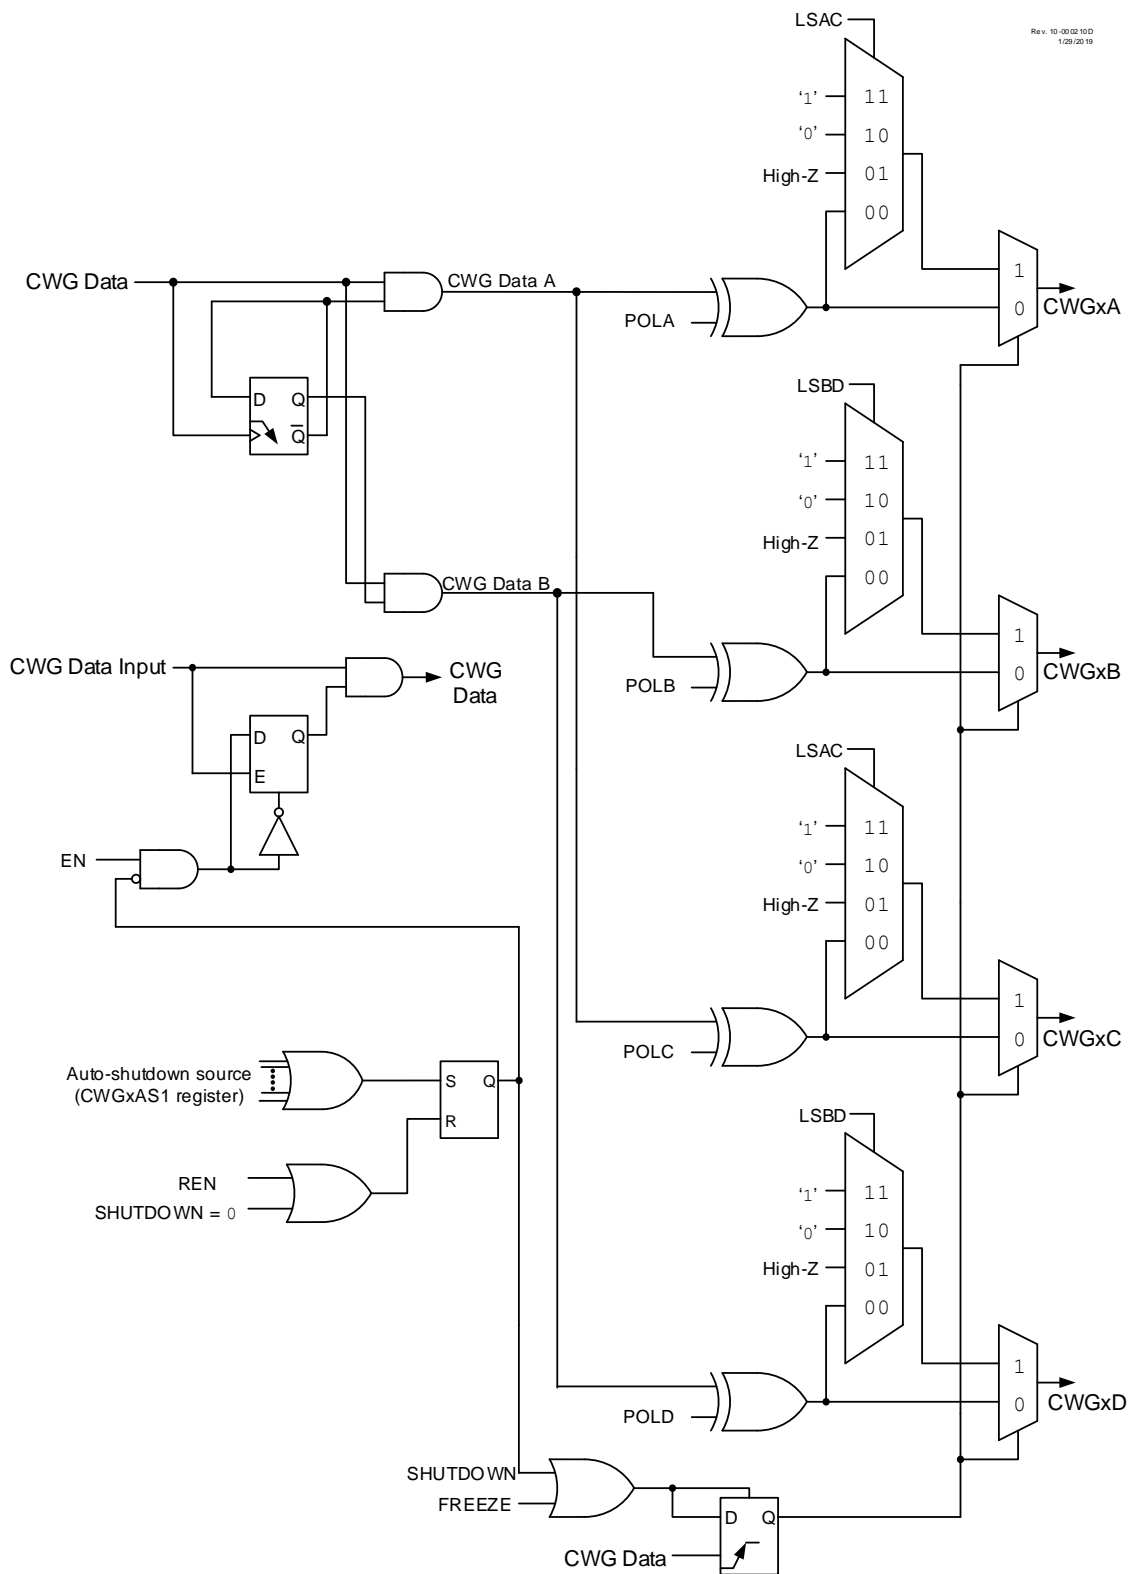 LSAC
Rev. 10-000210D
1/29/2019
‘1’ 11
‘0’ 10
High-Z 01
00
CWG Data
CWG Data A
POLA
1
0
CWGxA
LSBD
D Q
Q
‘1’ 11
‘0’ 10
High-Z 01
00
CWG Data B
CWG Data Input
CWG
Data
POLB
1
0
CWGxB
D Q
E
LSAC
EN
‘1’ 11
‘0’ 10
High-Z 01
00
1
0
CWGxC
POLC
Auto-shutdown source
(CWGxAS1 register)
S Q
R
LSBD
REN
SHUTDOWN = 0
‘1’ 11
‘0’ 10
High-Z 01
00
1
0
CWGxD
POLD
SHUTDOWN
FREEZE
D Q
CWG Data